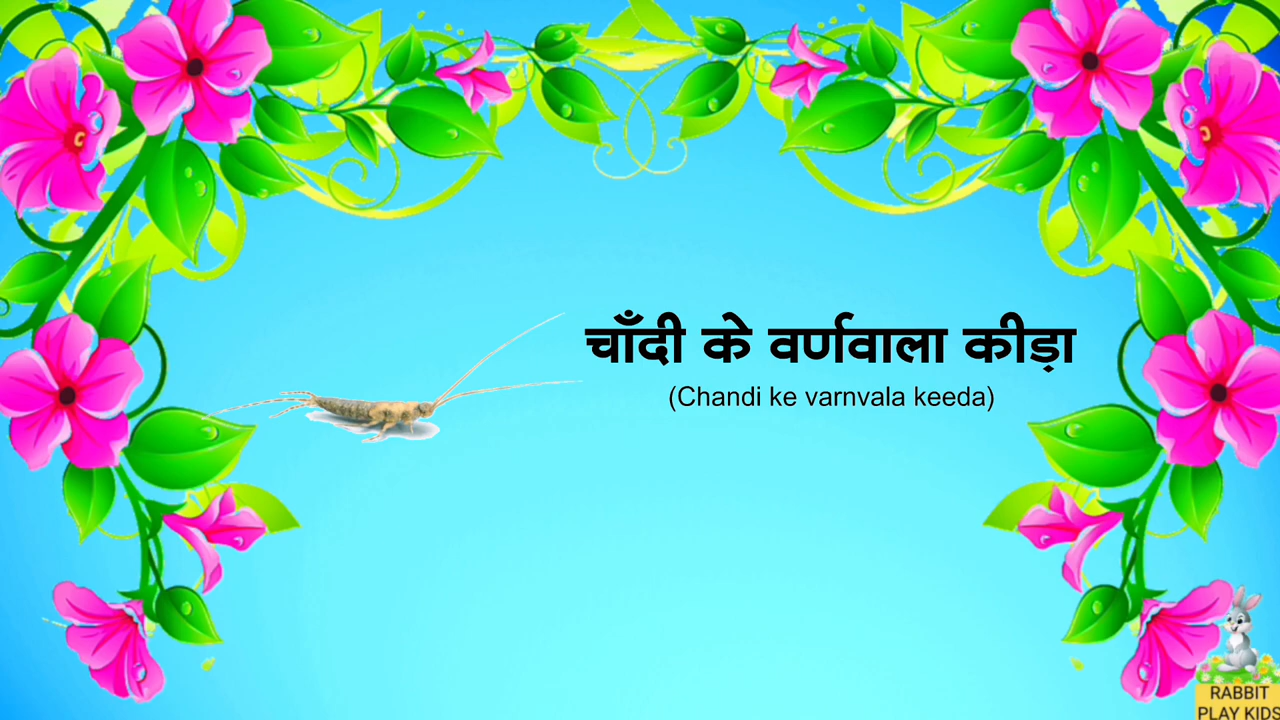 चाँदी के वर्णवाला कीड़ा
(Chandi ke varnvala keeda)
RABBIT
PLAY KIDS